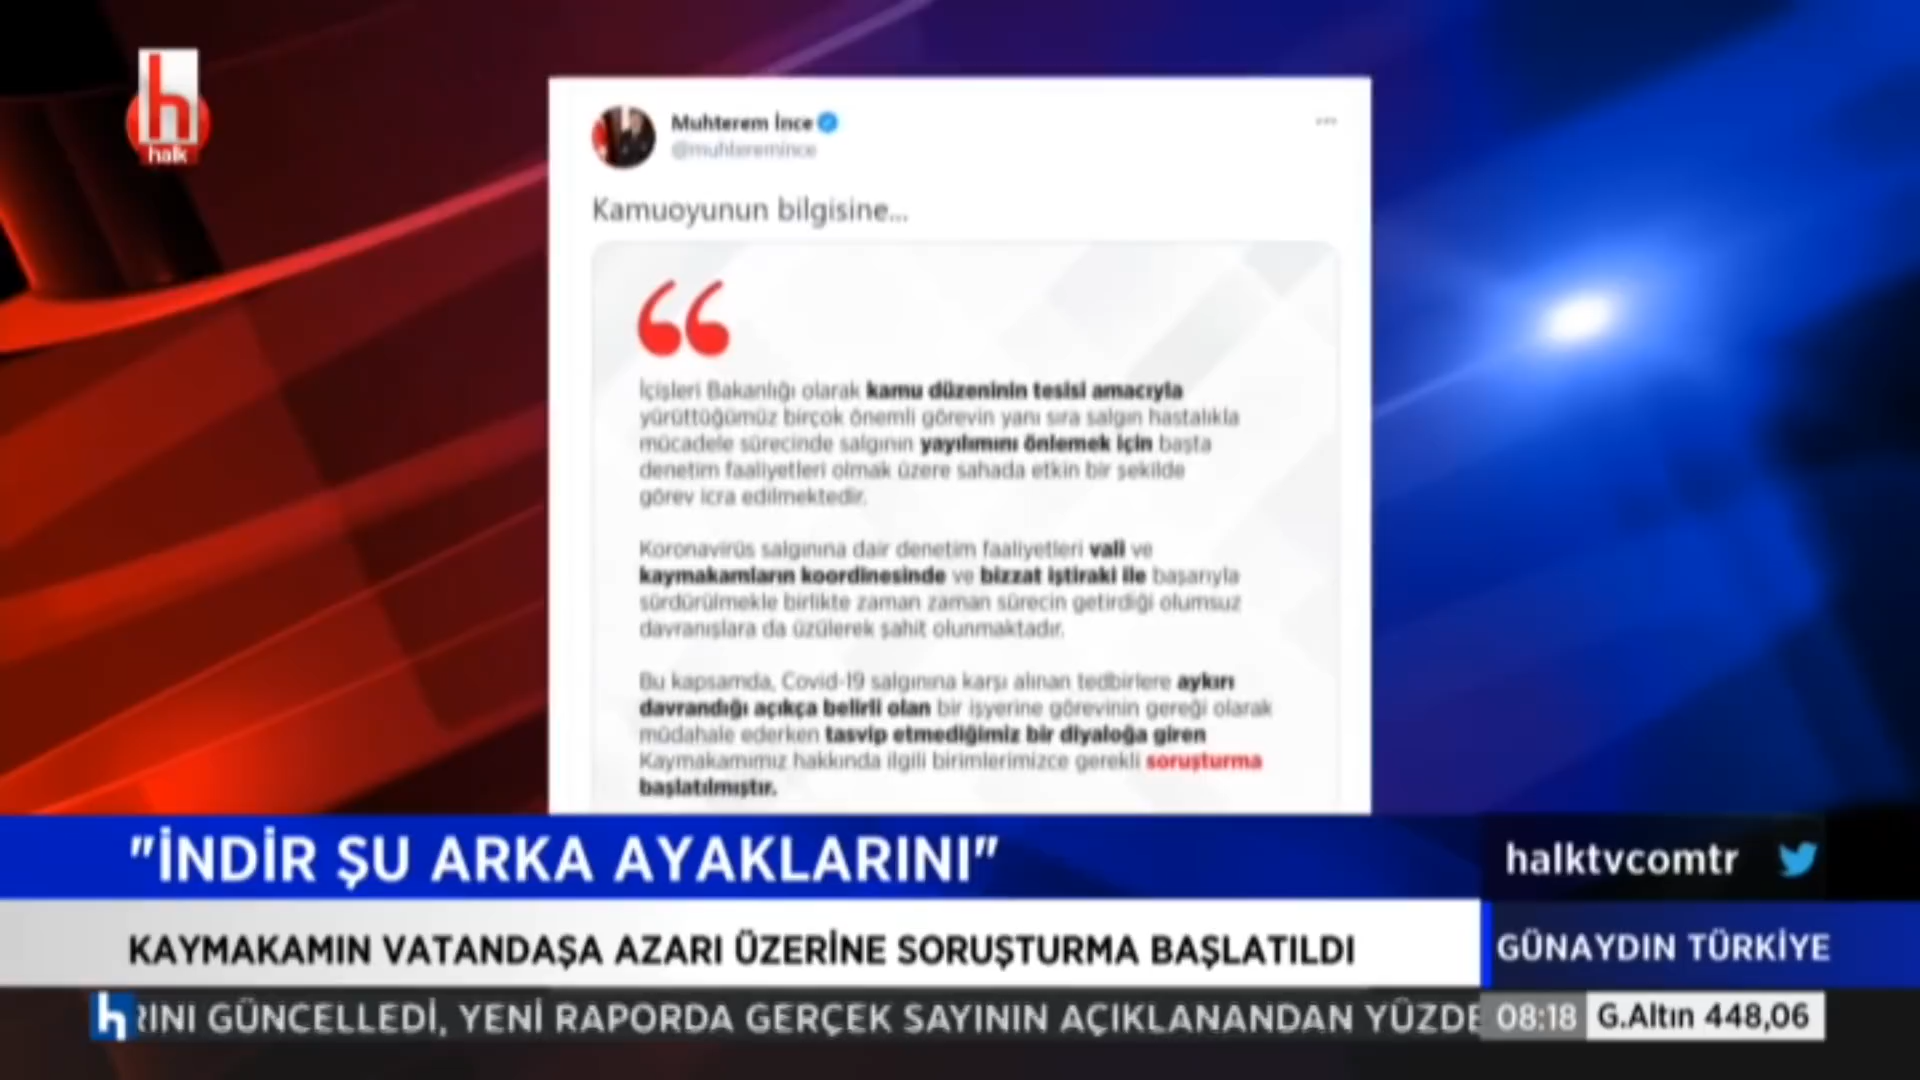 h
halk
Muhterem İnce
@muhteremince
Kamuoyunun bilgisine...
İçişleri Bakanlığı olarak kamu düzeninin tesisi amacıyla
yürüttüğümüz birçok önemli görevin yanı sıra salgın hastalıkla
mücadele sürecinde salgının yayılımını önlemek için başta
denetim faaliyetleri olmak üzere sahada etkin bir şekilde
görev icra edilmektedir.
Koronavirüs salgınına dair denetim faaliyetleri vali ve
kaymakamların koordinesinde ve bizzat iştiraki ile başarıyla
sürdürülmekle birlikte zaman zaman sürecin getirdiği olumsuz
davranışlara da üzülerek şahit olunmaktadır.
Bu kapsamda, Covid-19 salgınına karşı alınan tedbirlere aykırı
davrandığı açıkça belirli olan bir işyerine görevinin gereği olarak
müdahale ederken tasvip etmediğimiz bir diyaloğa giren
Kaymakamımız hakkında ilgili birimlerimizce gerekli soruşturma
başlatılmıştır.
"İNDİR ŞU ARKA AYAKLARINI"
halktvcomtr
KAYMAKAMIN VATANDAŞA AZARI ÜZERİNE SORUŞTURMA BAŞLATILDI
GÜNAYDIN TÜRKİYE
h RINI GÜNCELLEDİ, YENİ RAPORDA GERÇEK SAYININ AÇIKLANANDAN YÜZDE
08:18 G.Altın 448,06